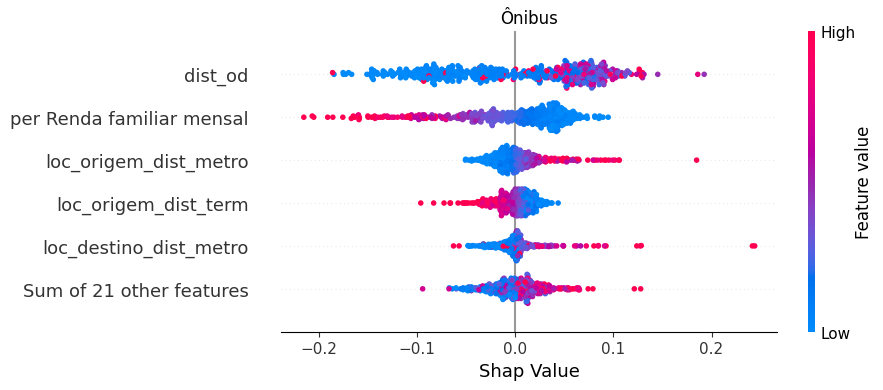 Ônibus
High
dist_od
per Renda familiar mensal
loc_origem_dist_metro
loc_origem_dist_term
loc_destino_dist_metro
Sum of 21 other features
Feature value
Low
−0.2 −0.1 0.0 0.1 0.2
Shap Value